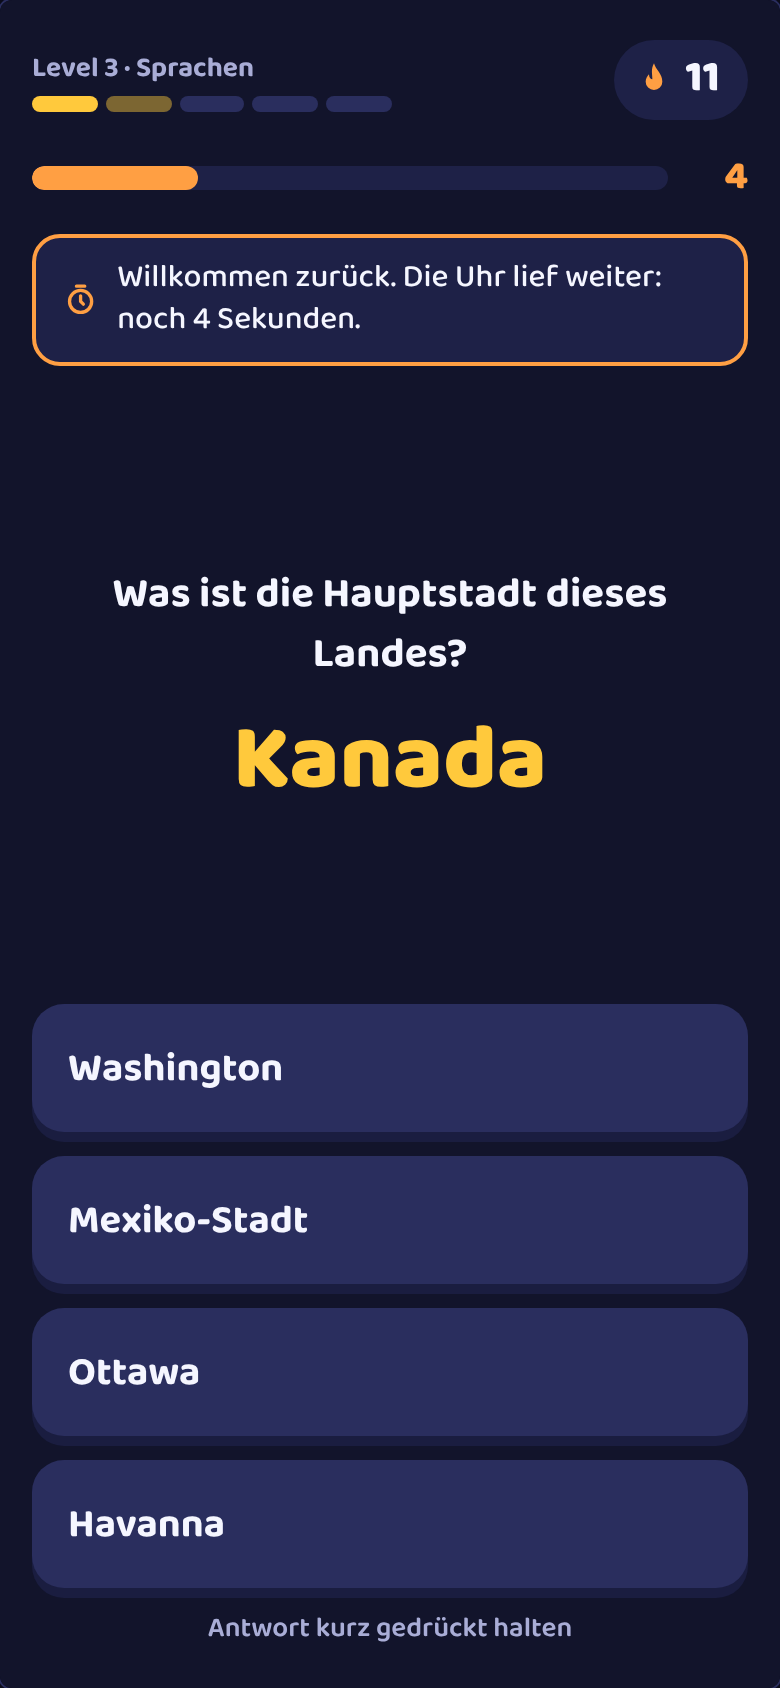 Level 3 · Sprachen
11
4
Willkommen zurück. Die Uhr lief weiter:
noch 4 Sekunden.
Was ist die Hauptstadt dieses
Landes?
Kanada
Washington
Mexiko-Stadt
Ottawa
Havanna
Antwort kurz gedrückt halten